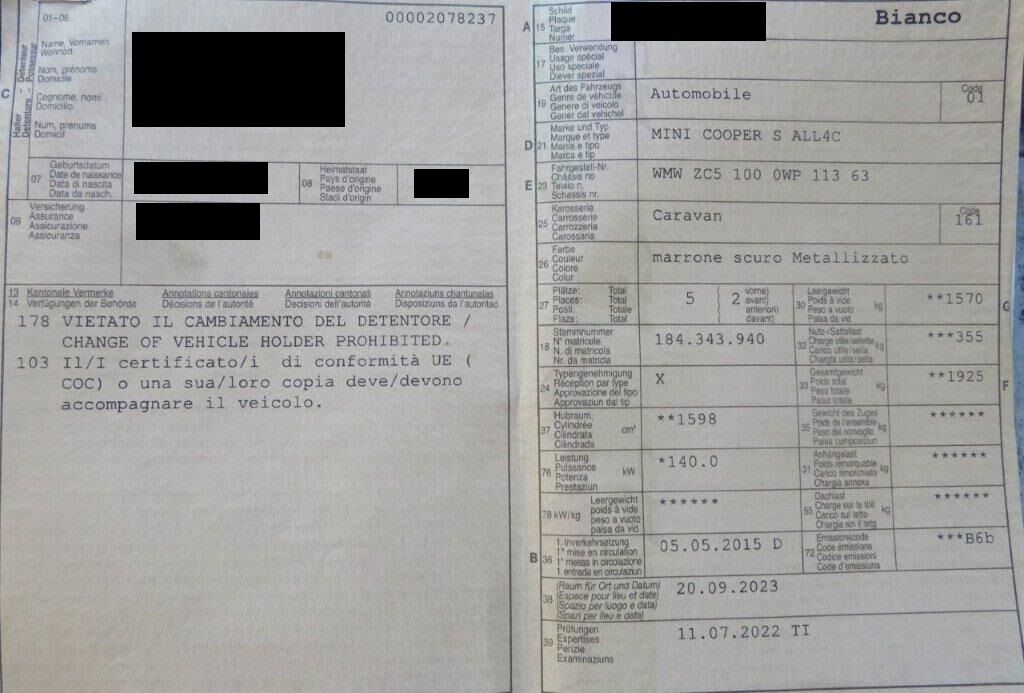 01-06
00002078237
C
Halter - Détenteur
Detentore - Possessur
Name, Vornamen
Wohnort
Nom, prénoms
Domicile
Cognome, nomi
Domicilio
Num, prenums
Domicil
07
Geburtsdatum
Date de naissance
Data di nascita
Data da nasch.
08
Heimatstaat
Pays d'origine
Paese d'origine
Stadi d'origin
09
Versicherung
Assurance
Assicurazione
Assicuranza
13 Kantonale Vermerke Annotations cantonales Annotazioni cantonali Annotaziuns chantunalas
14 Verfügungen der Behörde Décisions de l'autorité Decisioni dell'autorità Disposiziuns da l'autoritad
178 VIETATO IL CAMBIAMENTO DEL DETENTORE /
CHANGE OF VEHICLE HOLDER PROHIBITED.
103 Il/I certificato/i di conformità UE (
COC) o una sua/loro copia deve/devono
accompagnare il veicolo.
A 15
Schild
Plaque
Targa
Numer
Bianco
17
Bes. Verwendung
Usage spécial
Uso speciale
Diever spezial
19
Art des Fahrzeugs
Genre de véhicule
Genere di veicolo
Gener dal vehichel
Automobile
Code
01
D 21
Marke und Typ
Marque et type
Marca e tipo
Marca e tip
MINI COOPER S ALL4C
E 23
Fahrgestell-Nr.
Châssis no
Telaio n.
Schassis nr.
WMW ZC5 100 0WP 113 63
25
Karosserie
Carrosserie
Carrozzeria
Carossaria
Caravan
Code
161
26
Farbe
Couleur
Colore
Colur
marrone scuro Metallizzato
27
Plätze: Total
Places: Total
Posti: Totale
Plazs: Total
5
( 2 vorne)
( avant)
( anteriori)
( davant)
30
Leergewicht
Poids à vide
Peso a vuoto
Paisa da vid
kg
**1570
G
18
Stammnummer
N° matricule
N. di matricola
Nr. da matricla
184.343.940
32
Nutz-/Sattellast
Charge utile/sellette
Carico utile/sella
Chargia utila/sella
kg
***355
24
Typengenehmigung
Réception par type
Approvazione del tipo
Approvaziun dal tip
X
33
Gesamtgewicht
Poids total
Peso totale
Paisa totala
kg
**1925
F
37
Hubraum
Cylindrée
Cilindrata
Cilindrada
cm³
**1598
35
Gewicht des Zuges
Poids de l'ensemble
Peso del convoglio
Paisa cumposiziun
kg
******
76
Leistung
Puissance
Potenza
Prestaziun
kW
*140.0
31
Anhängelast
Poids remorquable
Carico rimorchiato
Chargia annexa
kg
******
78 kW/kg
Leergewicht
poids à vide
peso a vuoto
paisa da vid
******
55
Dachlast
Charge sur le toit
Carico sul tetto
Chargia sin il tetg
kg
******
B 36
1. Inverkehrsetzung
1re mise en circulation
1a messa in circolazione
1. entrada en circulaziun
05.05.2015 D
72
Emissionscode
Code émissions
Codice emissioni
Code d'emissiuns
***B6b
38
(Raum für Ort und Datum)
(Espace pour lieu et date)
(Spazio per luogo e data)
(Spazi per lieu e data)
20.09.2023
39
Prüfungen
Expertises
Perizie
Examinaziuns
11.07.2022 TI